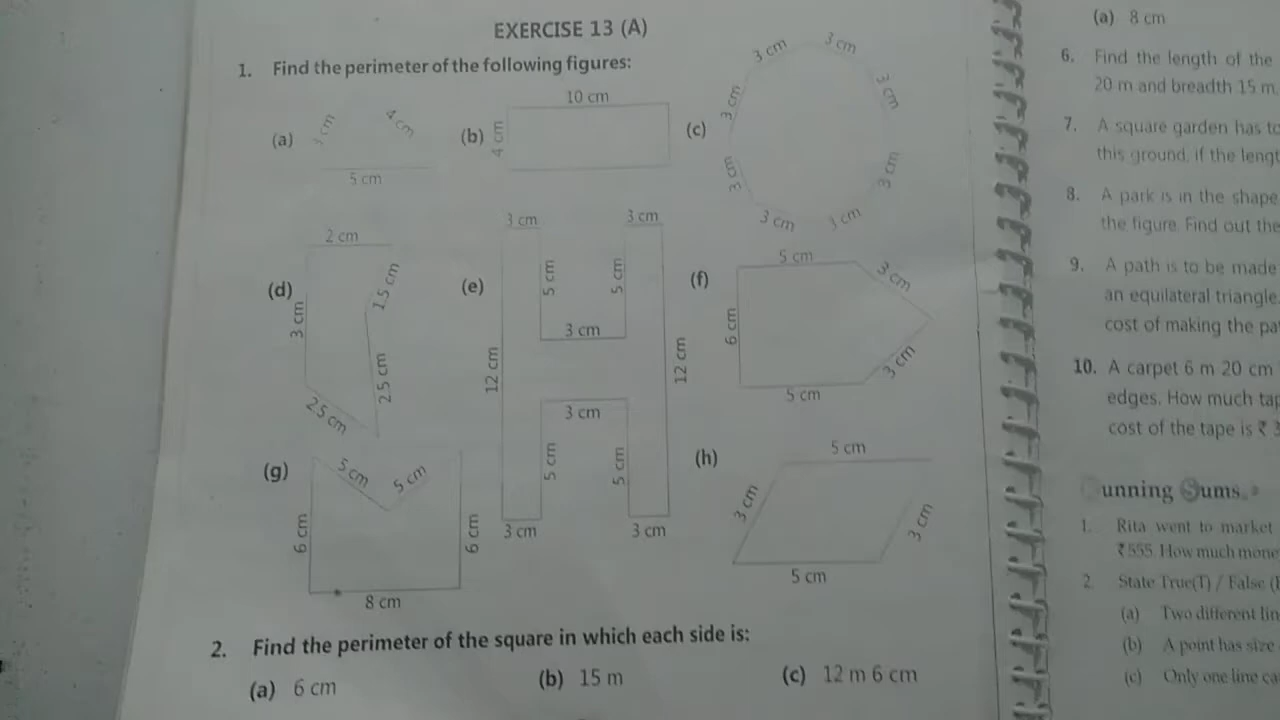 EXERCISE 13 (A)
1. Find the perimeter of the following figures:
(a) 3 cm 4 cm
5 cm
(b) 10 cm
4 cm
(c) 3 cm 3 cm
3 cm 3 cm
3 cm 3 cm
3 cm 3 cm
(d) 2 cm
3 cm 1.5 cm
2.5 cm 2.5 cm
(e) 3 cm 3 cm
5 cm 5 cm
3 cm
12 cm 12 cm
3 cm
5 cm 5 cm
3 cm 3 cm
(f) 5 cm 3 cm
6 cm
5 cm 3 cm
(g) 5 cm 5 cm
6 cm 6 cm
8 cm
(h) 5 cm
3 cm 3 cm
5 cm
2. Find the perimeter of the square in which each side is:
(a) 6 cm (b) 15 m (c) 12 m 6 cm
(a) 8 cm
6. Find the length of the
20 m and breadth 15 m,
7. A square garden has to
this ground, if the lengt
8. A park is in the shape
the figure. Find out the
9. A path is to be made
an equilateral triangle.
cost of making the pa
10. A carpet 6 m 20 cm
edges. How much tap
cost of the tape is ₹ 3
unning Sums
1. Rita went to market
₹555. How much mone
2. State True(T) / False (
(a) Two different lin
(b) A point has size
(c) Only one line ca